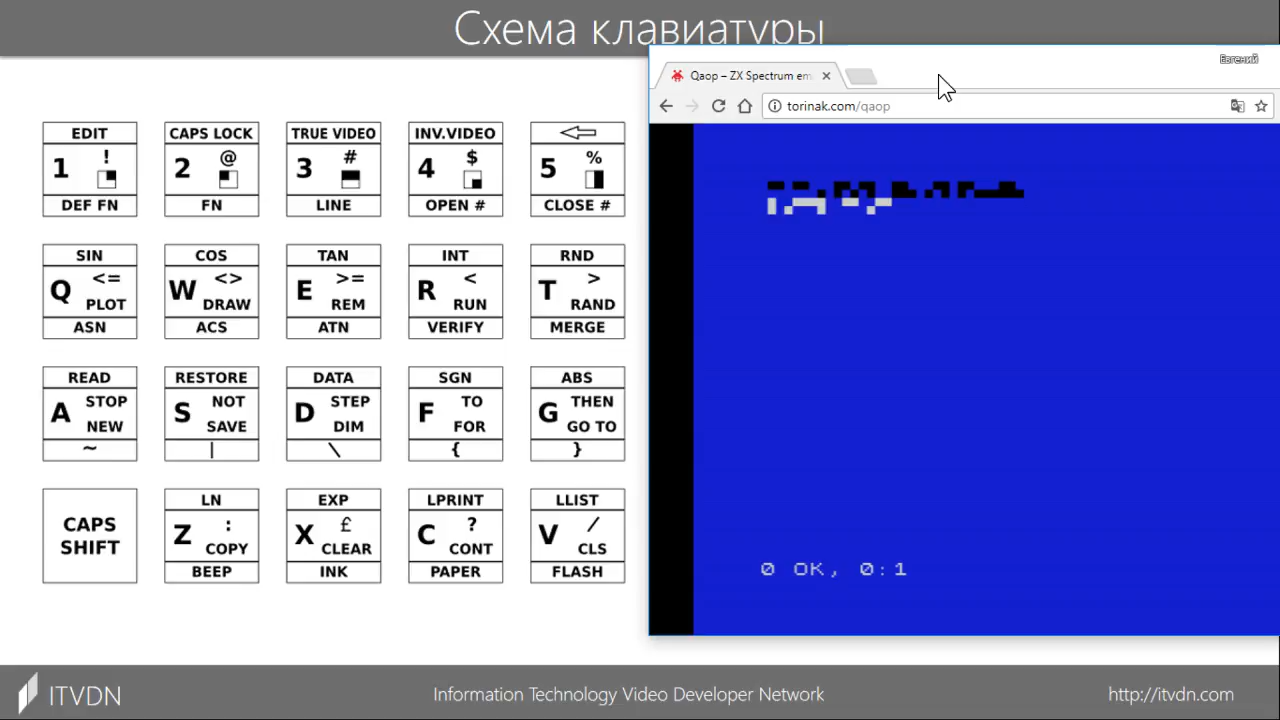 Схема клавиатуры
Евгений
Qaop – ZX Spectrum em
torinak.com/qaop
EDIT CAPS LOCK TRUE VIDEO INV.VIDEO
1 ! 2 @ 3 # 4 $ 5 %
DEF FN FN LINE OPEN # CLOSE #
SIN COS TAN INT RND
Q <= W <> E >= R < T >
PLOT DRAW REM RUN RAND
ASN ACS ATN VERIFY MERGE
READ RESTORE DATA SGN ABS
A STOP S NOT D STEP F TO G THEN
NEW SAVE DIM FOR GO TO
~ | \ { }
LN EXP LPRINT LLIST
CAPS SHIFT Z : X £ C ? V /
COPY CLEAR CONT CLS
BEEP INK PAPER FLASH
0 OK, 0:1
ITVDN
Information Technology Video Developer Network
http://itvdn.com